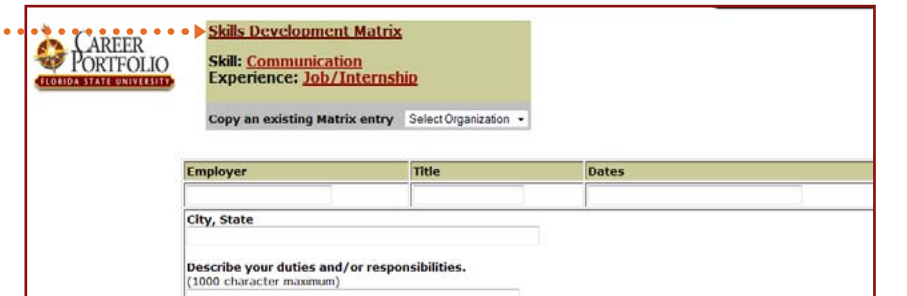 CAREER
PORTFOLIO
FLORIDA STATE UNIVERSITY
Skills Development Matrix
Skill: Communication
Experience: Job/Internship
Copy an existing Matrix entry Select Organization
Employer Title Dates
City, State
Describe your duties and/or responsibilities.
(1000 character maximum)